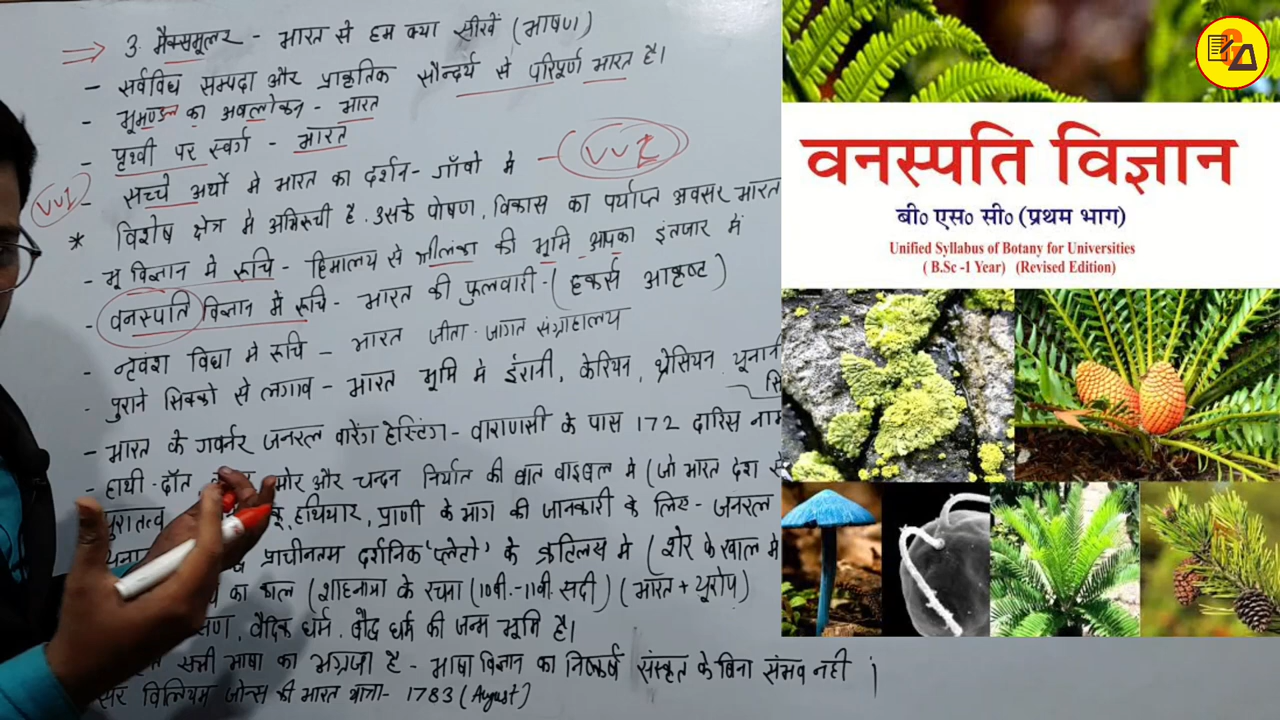 3. मैक्समूलर - भारत से हम क्या सीखें (भाषण)
- सर्वविध सम्पदा और प्राकृतिक सौन्दर्य से परिपूर्ण भारत है।
- भूमण्डल का अवलोकन - भारत
- पृथ्वी पर स्वर्ग - भारत
VVI - सच्चे अर्थो मे भारत का दर्शन - गाँवो मे - VVI
* विशेष क्षेत्र मे अभिरूची है, उसके पोषण, विकास का पर्याप्त अवसर भारत
- भू विज्ञान मे रूचि - हिमालय से श्रीलंका की भूमि आपका इंतजार में
- वनस्पति विज्ञान में रूचि - भारत की फुलवारी - (हकर्स आकृष्ट)
- नृवंश विद्या मे रूचि - भारत जीता-जागत संग्राहालय
- पुराने सिक्को से लगाव - भारत भूमि मे ईरानी, केरियन, थ्रेसियन, यूनानी
- भारत के गवर्नर जनरल वारेंग हेस्टिंग - वाराणसी के पास 172 दारिस नाम
- हाथी-दाँत मोर और चन्दन निर्यात की बात बाइबल मे (जो भारत देश से
पुरातत्व हथियार, प्राणी के भाग की जानकारी के लिए - जनरल
प्राचीनतम दर्शनिक 'प्लेटो' के क्रटिलस मे (शेर के खाल मे
का काल (शाहनामा के रचना (10वी-11वी. सदी) (भारत + यूरोप)
वैदिक धर्म, बौद्ध धर्म की जन्म भूमि है।
सभी भाषा का अग्रजा है - भाषा विज्ञान का निष्कर्ष संस्कृत के बिना संभव नही।
सर विलियम जोन्स की भारत यात्रा - 1783 (August)
वनस्पति विज्ञान
बी० एस० सी० (प्रथम भाग)
Unified Syllabus of Botany for Universities
( B.Sc -1 Year) (Revised Edition)